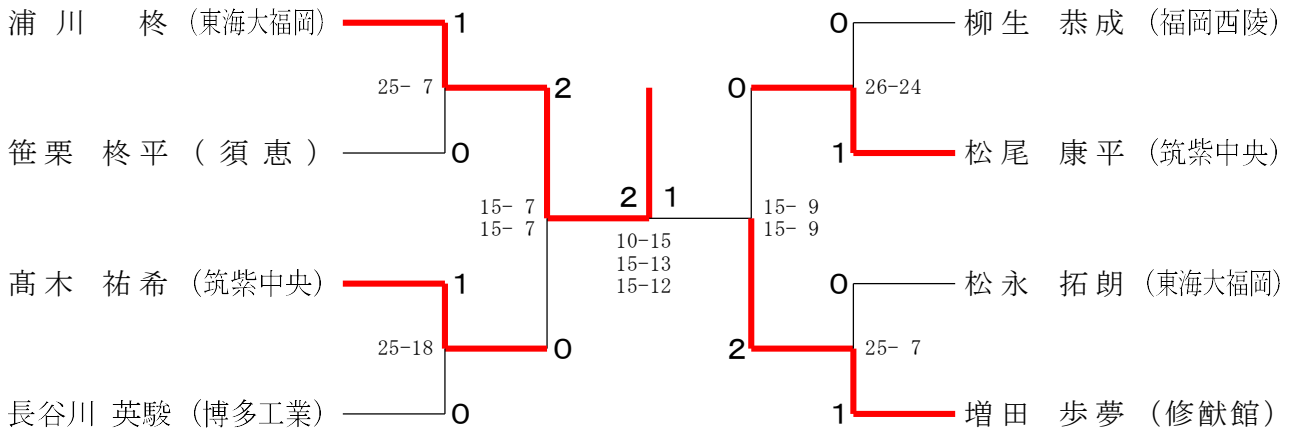 浦川 柊 (東海大福岡) 1 0 柳生 恭成 (福岡西陵)
25- 7 2 0 26-24
笹栗 柊平 (須恵) 0 1 松尾 康平 (筑紫中央)
2 1
15- 7 15- 9
15- 7 15- 9
10-15
15-13
15-12
髙木 祐希 (筑紫中央) 1 0 松永 拓朗 (東海大福岡)
25-18 0 2 25- 7
長谷川 英駿 (博多工業) 0 1 増田 歩夢 (修猷館)